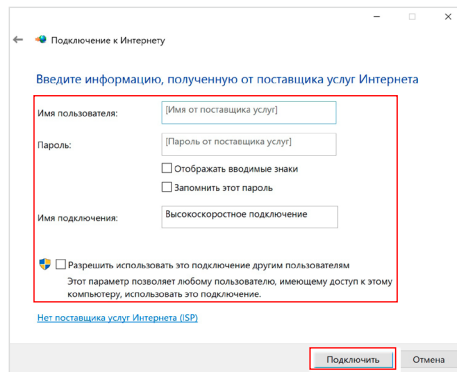 Подключение к Интернету
Введите информацию, полученную от поставщика услуг Интернета
Имя пользователя: [Имя от поставщика услуг]
Пароль: [Пароль от поставщика услуг]
Отображать вводимые знаки
Запомнить этот пароль
Имя подключения: Высокоскоростное подключение
Разрешить использовать это подключение другим пользователям
Этот параметр позволяет любому пользователю, имеющему доступ к этому
компьютеру, использовать это подключение.
Нет поставщика услуг Интернета (ISP)
Подключить Отмена